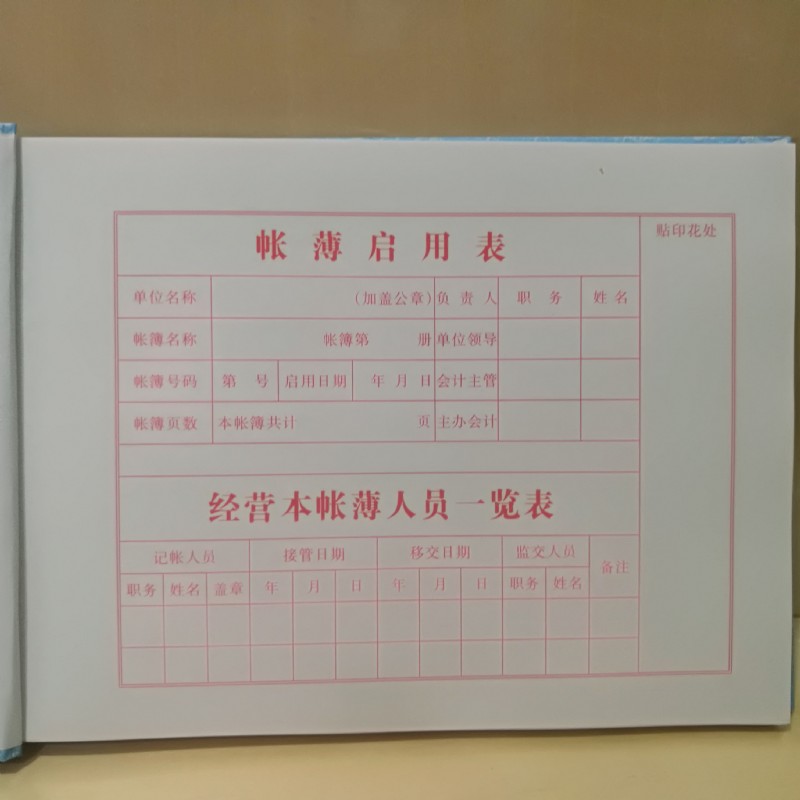 帐薄启用表
贴印花处
单位名称 (加盖公章) 负责人 职务 姓名
帐簿名称 帐簿第 册 单位领导
帐簿号码 第 号 启用日期 年 月 日 会计主管
帐簿页数 本帐簿共计 页 主办会计
经营本帐薄人员一览表
记帐人员 接管日期 移交日期 监交人员 备注
职务 姓名 盖章 年 月 日 年 月 日 职务 姓名